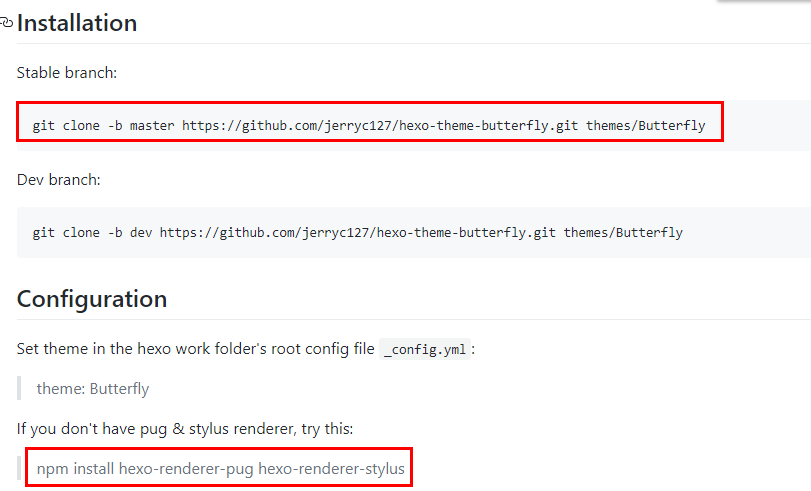 Installation
Stable branch:
git clone -b master https://github.com/jerryc127/hexo-theme-butterfly.git themes/Butterfly
Dev branch:
git clone -b dev https://github.com/jerryc127/hexo-theme-butterfly.git themes/Butterfly
Configuration
Set theme in the hexo work folder's root config file _config.yml:
theme: Butterfly
If you don't have pug & stylus renderer, try this:
npm install hexo-renderer-pug hexo-renderer-stylus